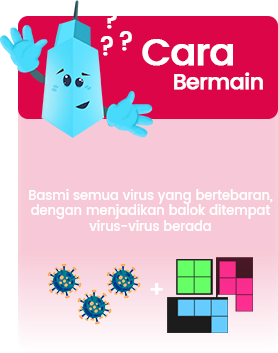 ? ? ?
Cara
Bermain
Basmi semua virus yang bertebaran,
dengan menjadikan balok ditempat
virus-virus berada
+